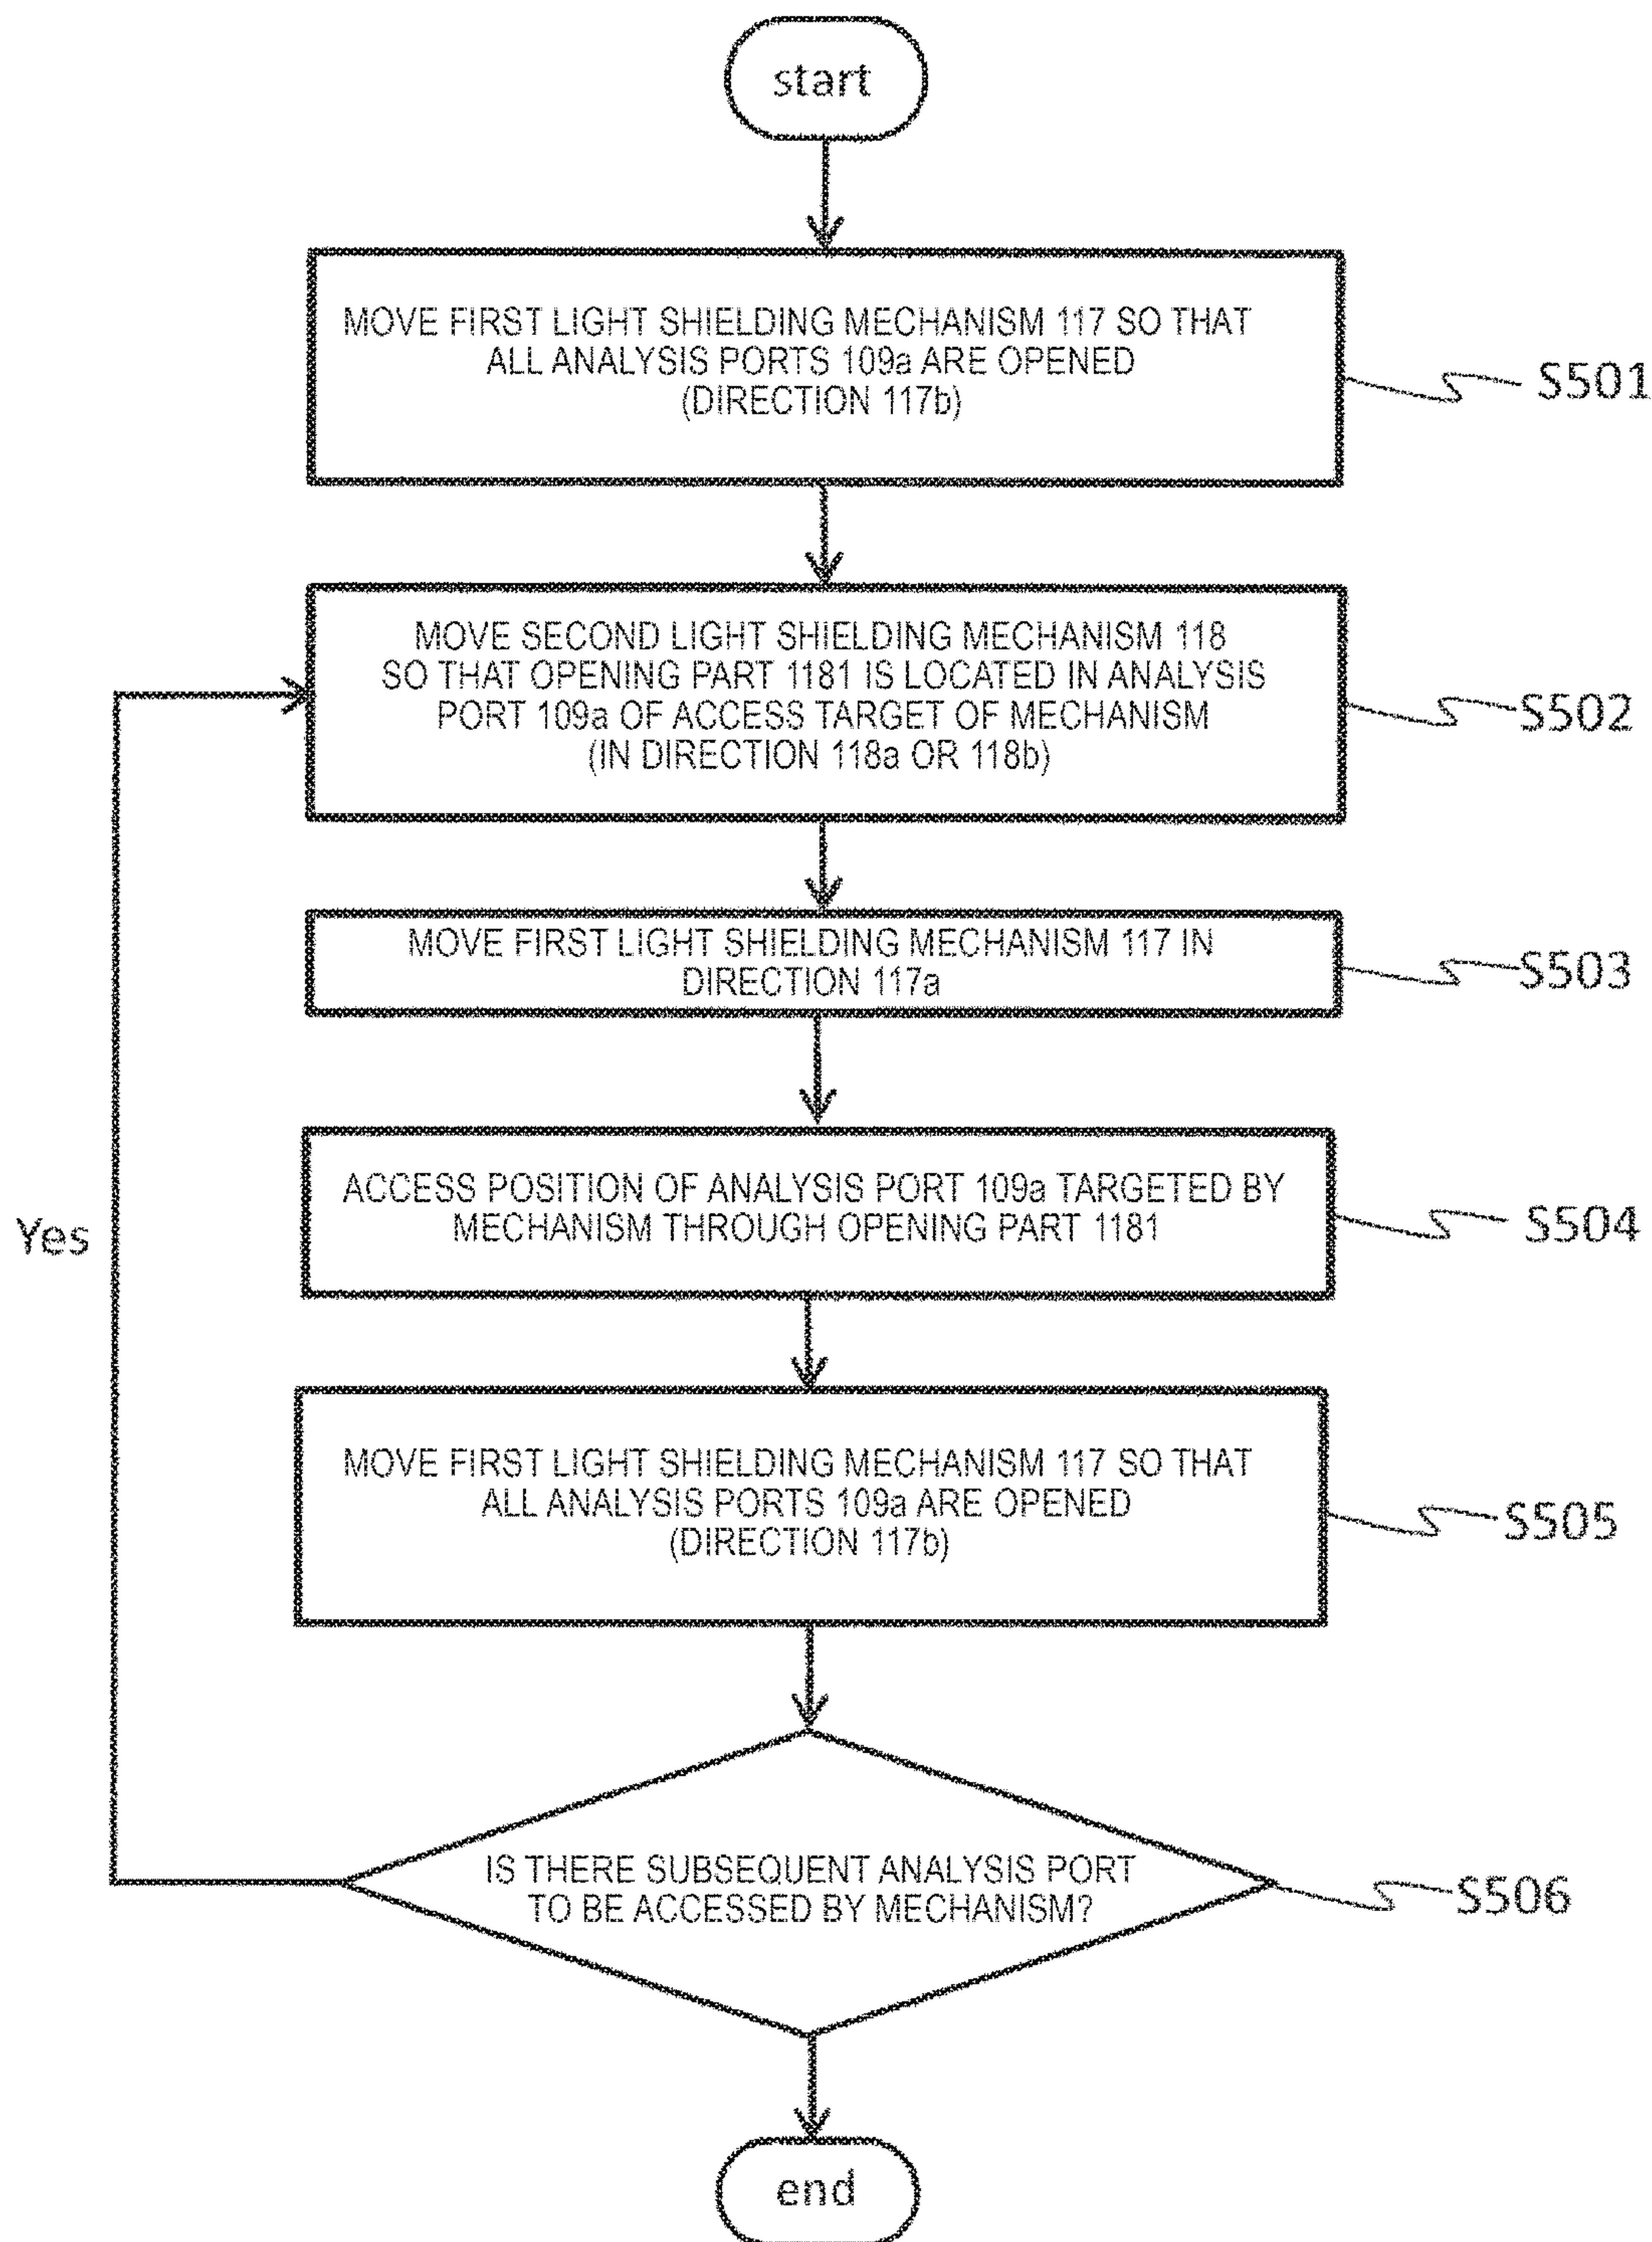 start
MOVE FIRST LIGHT SHIELDING MECHANISM 117 SO THAT
ALL ANALYSIS PORTS 109a ARE OPENED
(DIRECTION 117b)
S501
MOVE SECOND LIGHT SHIELDING MECHANISM 118
SO THAT OPENING PART 1181 IS LOCATED IN ANALYSIS
PORT 109a OF ACCESS TARGET OF MECHANISM
(IN DIRECTION 118a OR 118b)
S502
MOVE FIRST LIGHT SHIELDING MECHANISM 117 IN
DIRECTION 117a
S503
ACCESS POSITION OF ANALYSIS PORT 109a TARGETED BY
MECHANISM THROUGH OPENING PART 1181
S504
Yes
MOVE FIRST LIGHT SHIELDING MECHANISM 117 SO THAT
ALL ANALYSIS PORTS 109a ARE OPENED
(DIRECTION 117b)
S505
IS THERE SUBSEQUENT ANALYSIS PORT
TO BE ACCESSED BY MECHANISM?
S506
end